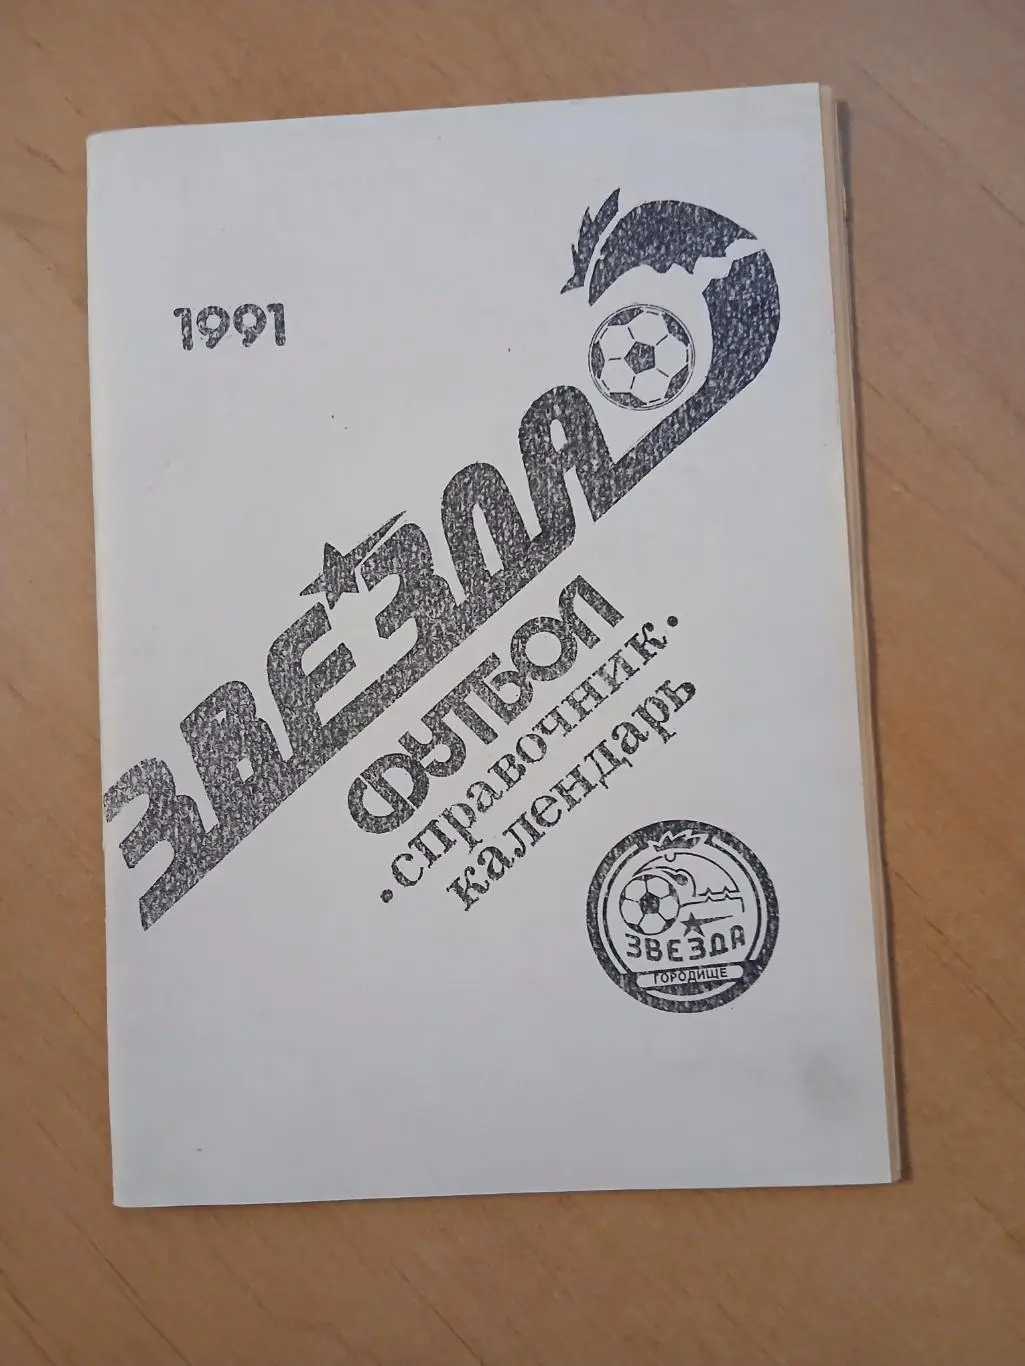 1991
ЗВЕЗДА
ФУТБОЛ
•справочник•
календарь
ЗВЕЗДА
ГОРОДИЩЕ